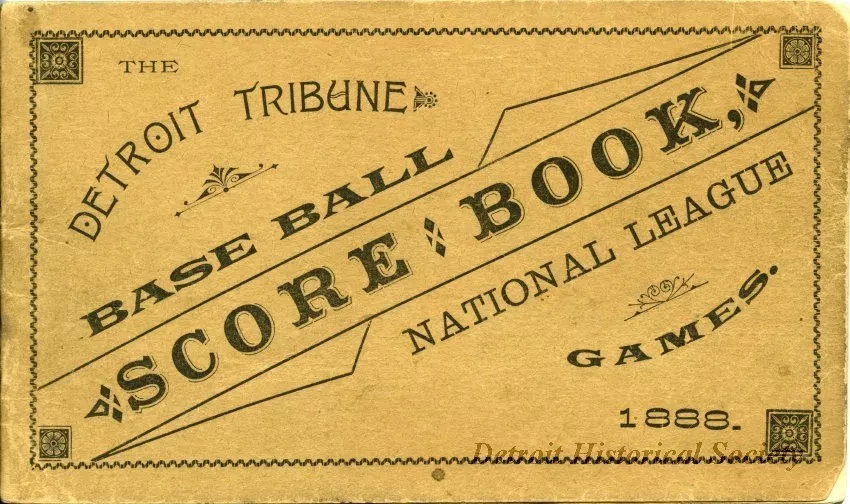 THE
DETROIT TRIBUNE
BASE BALL
SCORE BOOK,
NATIONAL LEAGUE
GAMES.
1888.
Detroit Historical Society